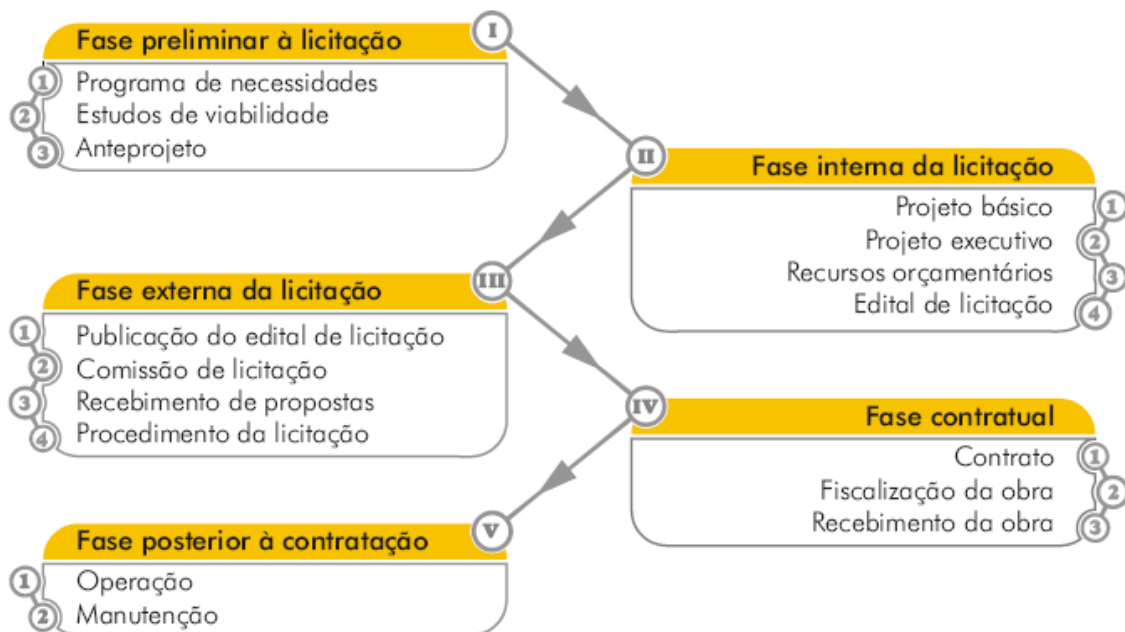 I
Fase preliminar à licitação
1 Programa de necessidades
2 Estudos de viabilidade
3 Anteprojeto
II
Fase interna da licitação
Projeto básico 1
Projeto executivo 2
Recursos orçamentários 3
Edital de licitação 4
III
Fase externa da licitação
1 Publicação do edital de licitação
2 Comissão de licitação
3 Recebimento de propostas
4 Procedimento da licitação
IV
Fase contratual
Contrato 1
Fiscalização da obra 2
Recebimento da obra 3
V
Fase posterior à contratação
1 Operação
2 Manutenção